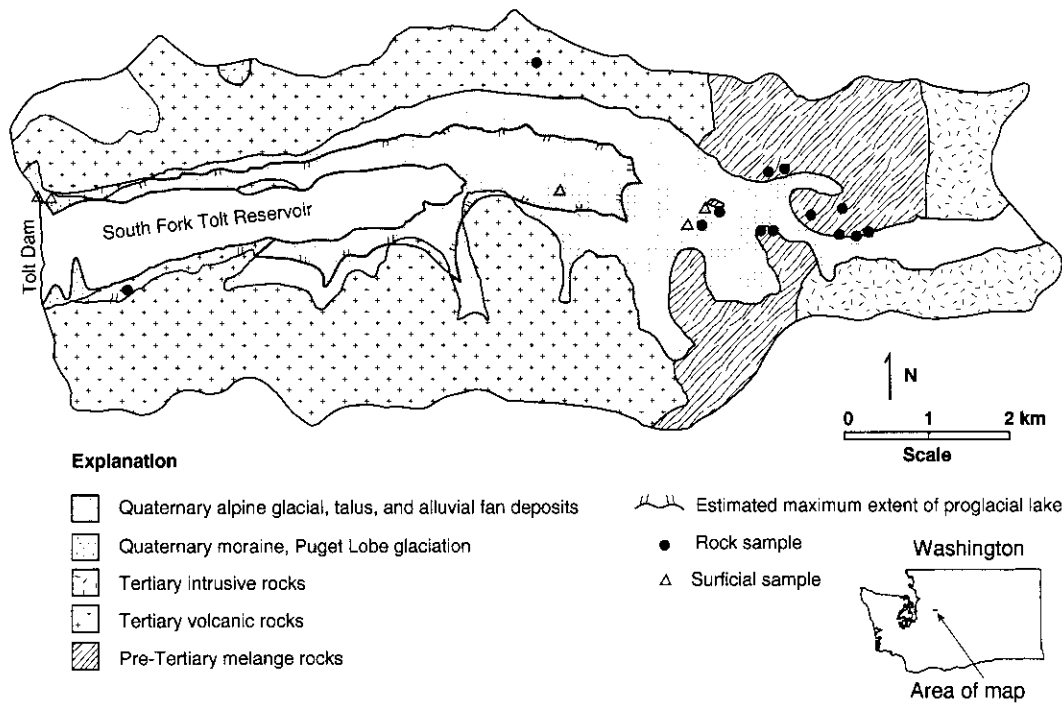 South Fork Tolt Reservoir
Tolt Dam
N
0 1 2 km
Scale
Explanation
Quaternary alpine glacial, talus, and alluvial fan deposits
Quaternary moraine, Puget Lobe glaciation
Tertiary intrusive rocks
Tertiary volcanic rocks
Pre-Tertiary melange rocks
Estimated maximum extent of proglacial lake
Rock sample
Surficial sample
Washington
Area of map